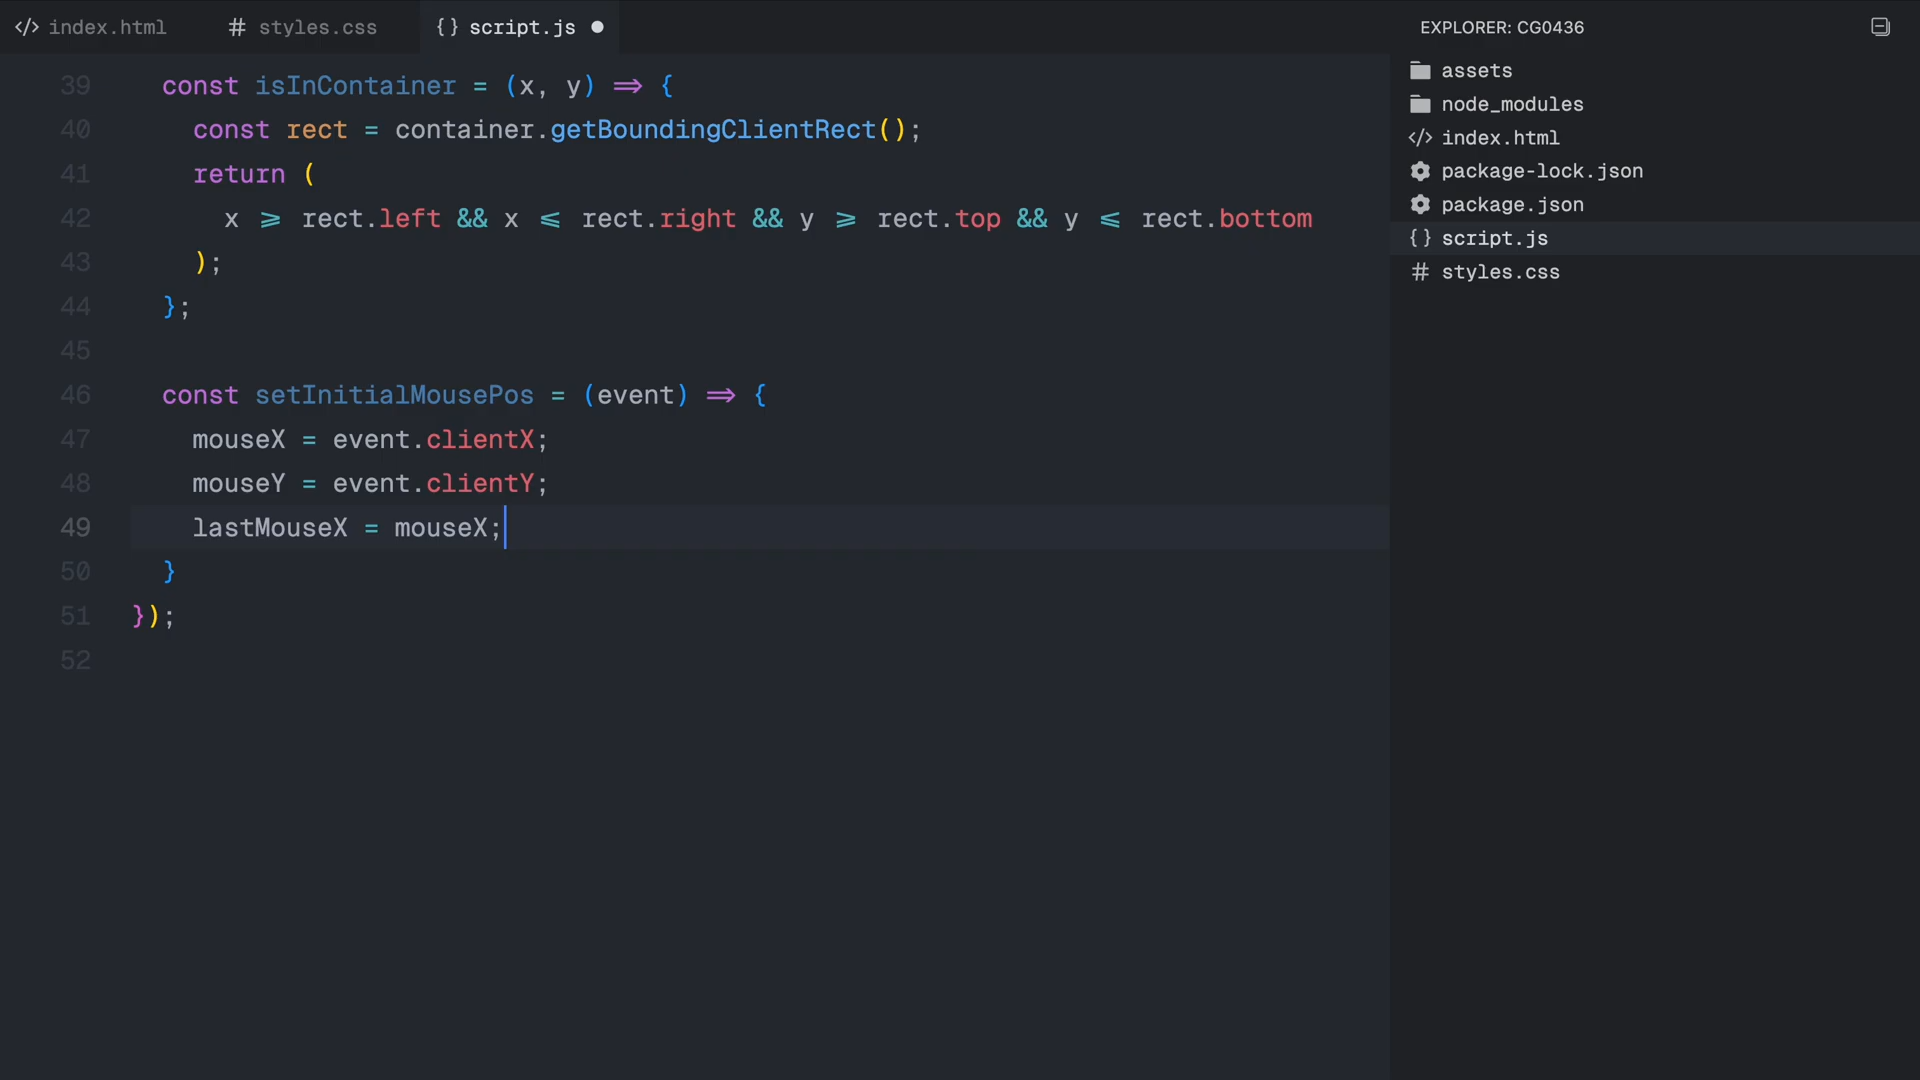 </> index.html # styles.css {} script.js
39 const isInContainer = (x, y) => {
40 const rect = container.getBoundingClientRect();
41 return (
42 x >= rect.left && x <= rect.right && y >= rect.top && y <= rect.bottom
43 );
44 };
45
46 const setInitialMousePos = (event) => {
47 mouseX = event.clientX;
48 mouseY = event.clientY;
49 lastMouseX = mouseX;
50 }
51 });
52
EXPLORER: CG0436
assets
node_modules
</> index.html
package-lock.json
package.json
{} script.js
# styles.css